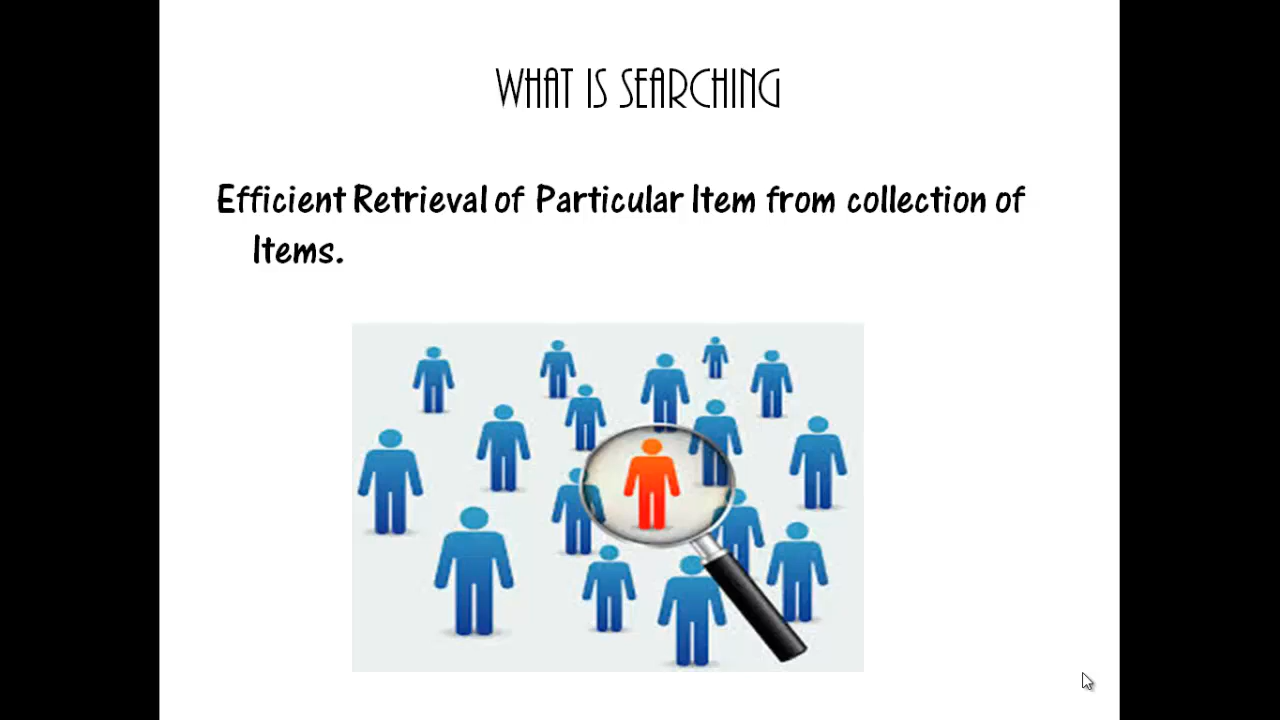 WHAT IS SEARCHING
Efficient Retrieval of Particular Item from collection of
Items.